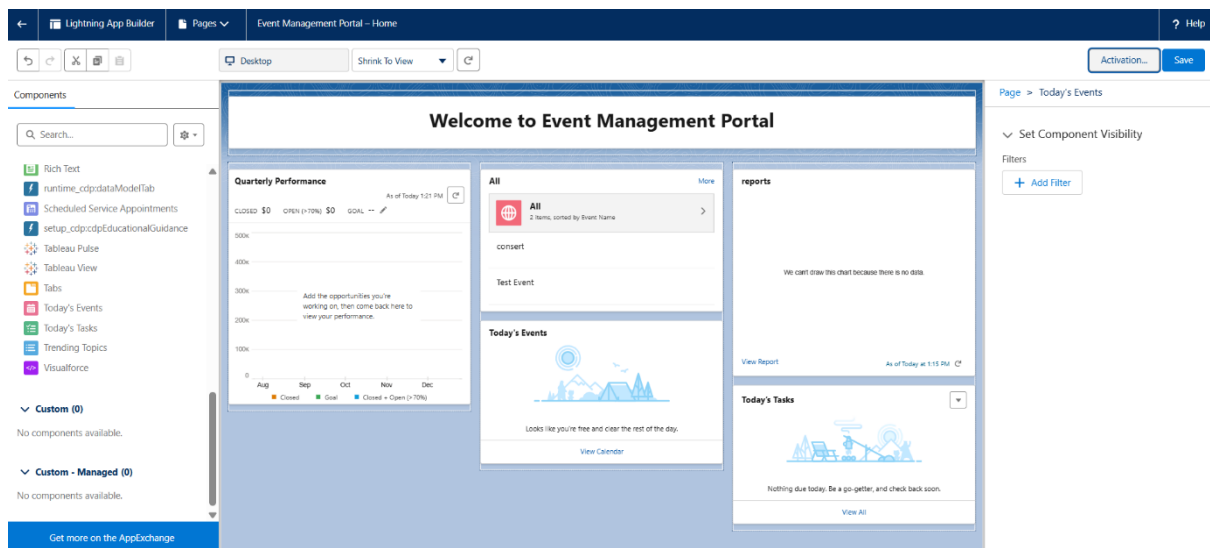 Lightning App Builder
Pages
Event Management Portal – Home
? Help
Desktop
Shrink To View
Activation...
Save
Components
Search...
Rich Text
runtime_cdp:dataModelTab
Scheduled Service Appointments
setup_cdp:cdpEducationalGuidance
Tableau Pulse
Tableau View
Tabs
Today's Events
Today's Tasks
Trending Topics
Visualforce
Custom (0)
No components available.
Custom - Managed (0)
No components available.
Get more on the AppExchange
Welcome to Event Management Portal
Quarterly Performance
As of Today 1:21 PM
CLOSED $0 OPEN (>70%) $0 GOAL --
500K
400K
300K
200K
100K
0
Add the opportunities you're
working on, then come back here to
view your performance.
Aug Sep Oct Nov Dec
Closed Goal Closed + Open (>70%)
All
More
All
2 items, sorted by Event Name
consert
Test Event
Today's Events
Looks like you're free and clear the rest of the day.
View Calendar
reports
We can't draw this chart because there is no data.
View Report
As of Today at 1:15 PM
Today's Tasks
Nothing due today. Be a go-getter, and check back soon.
View All
Page > Today's Events
Set Component Visibility
Filters
+ Add Filter